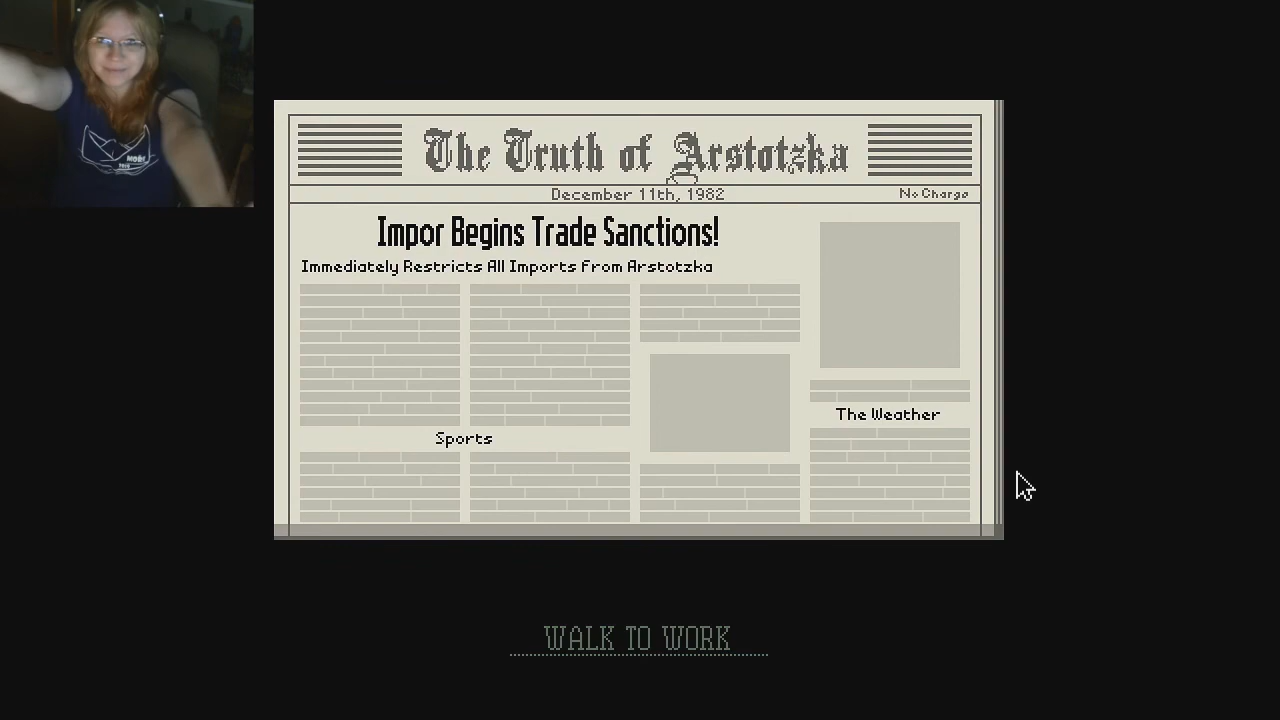 The Truth of Arstotzka
December 11th, 1982
No Charge
Impor Begins Trade Sanctions!
Immediately Restricts All Imports From Arstotzka
The Weather
Sports
WALK TO WORK